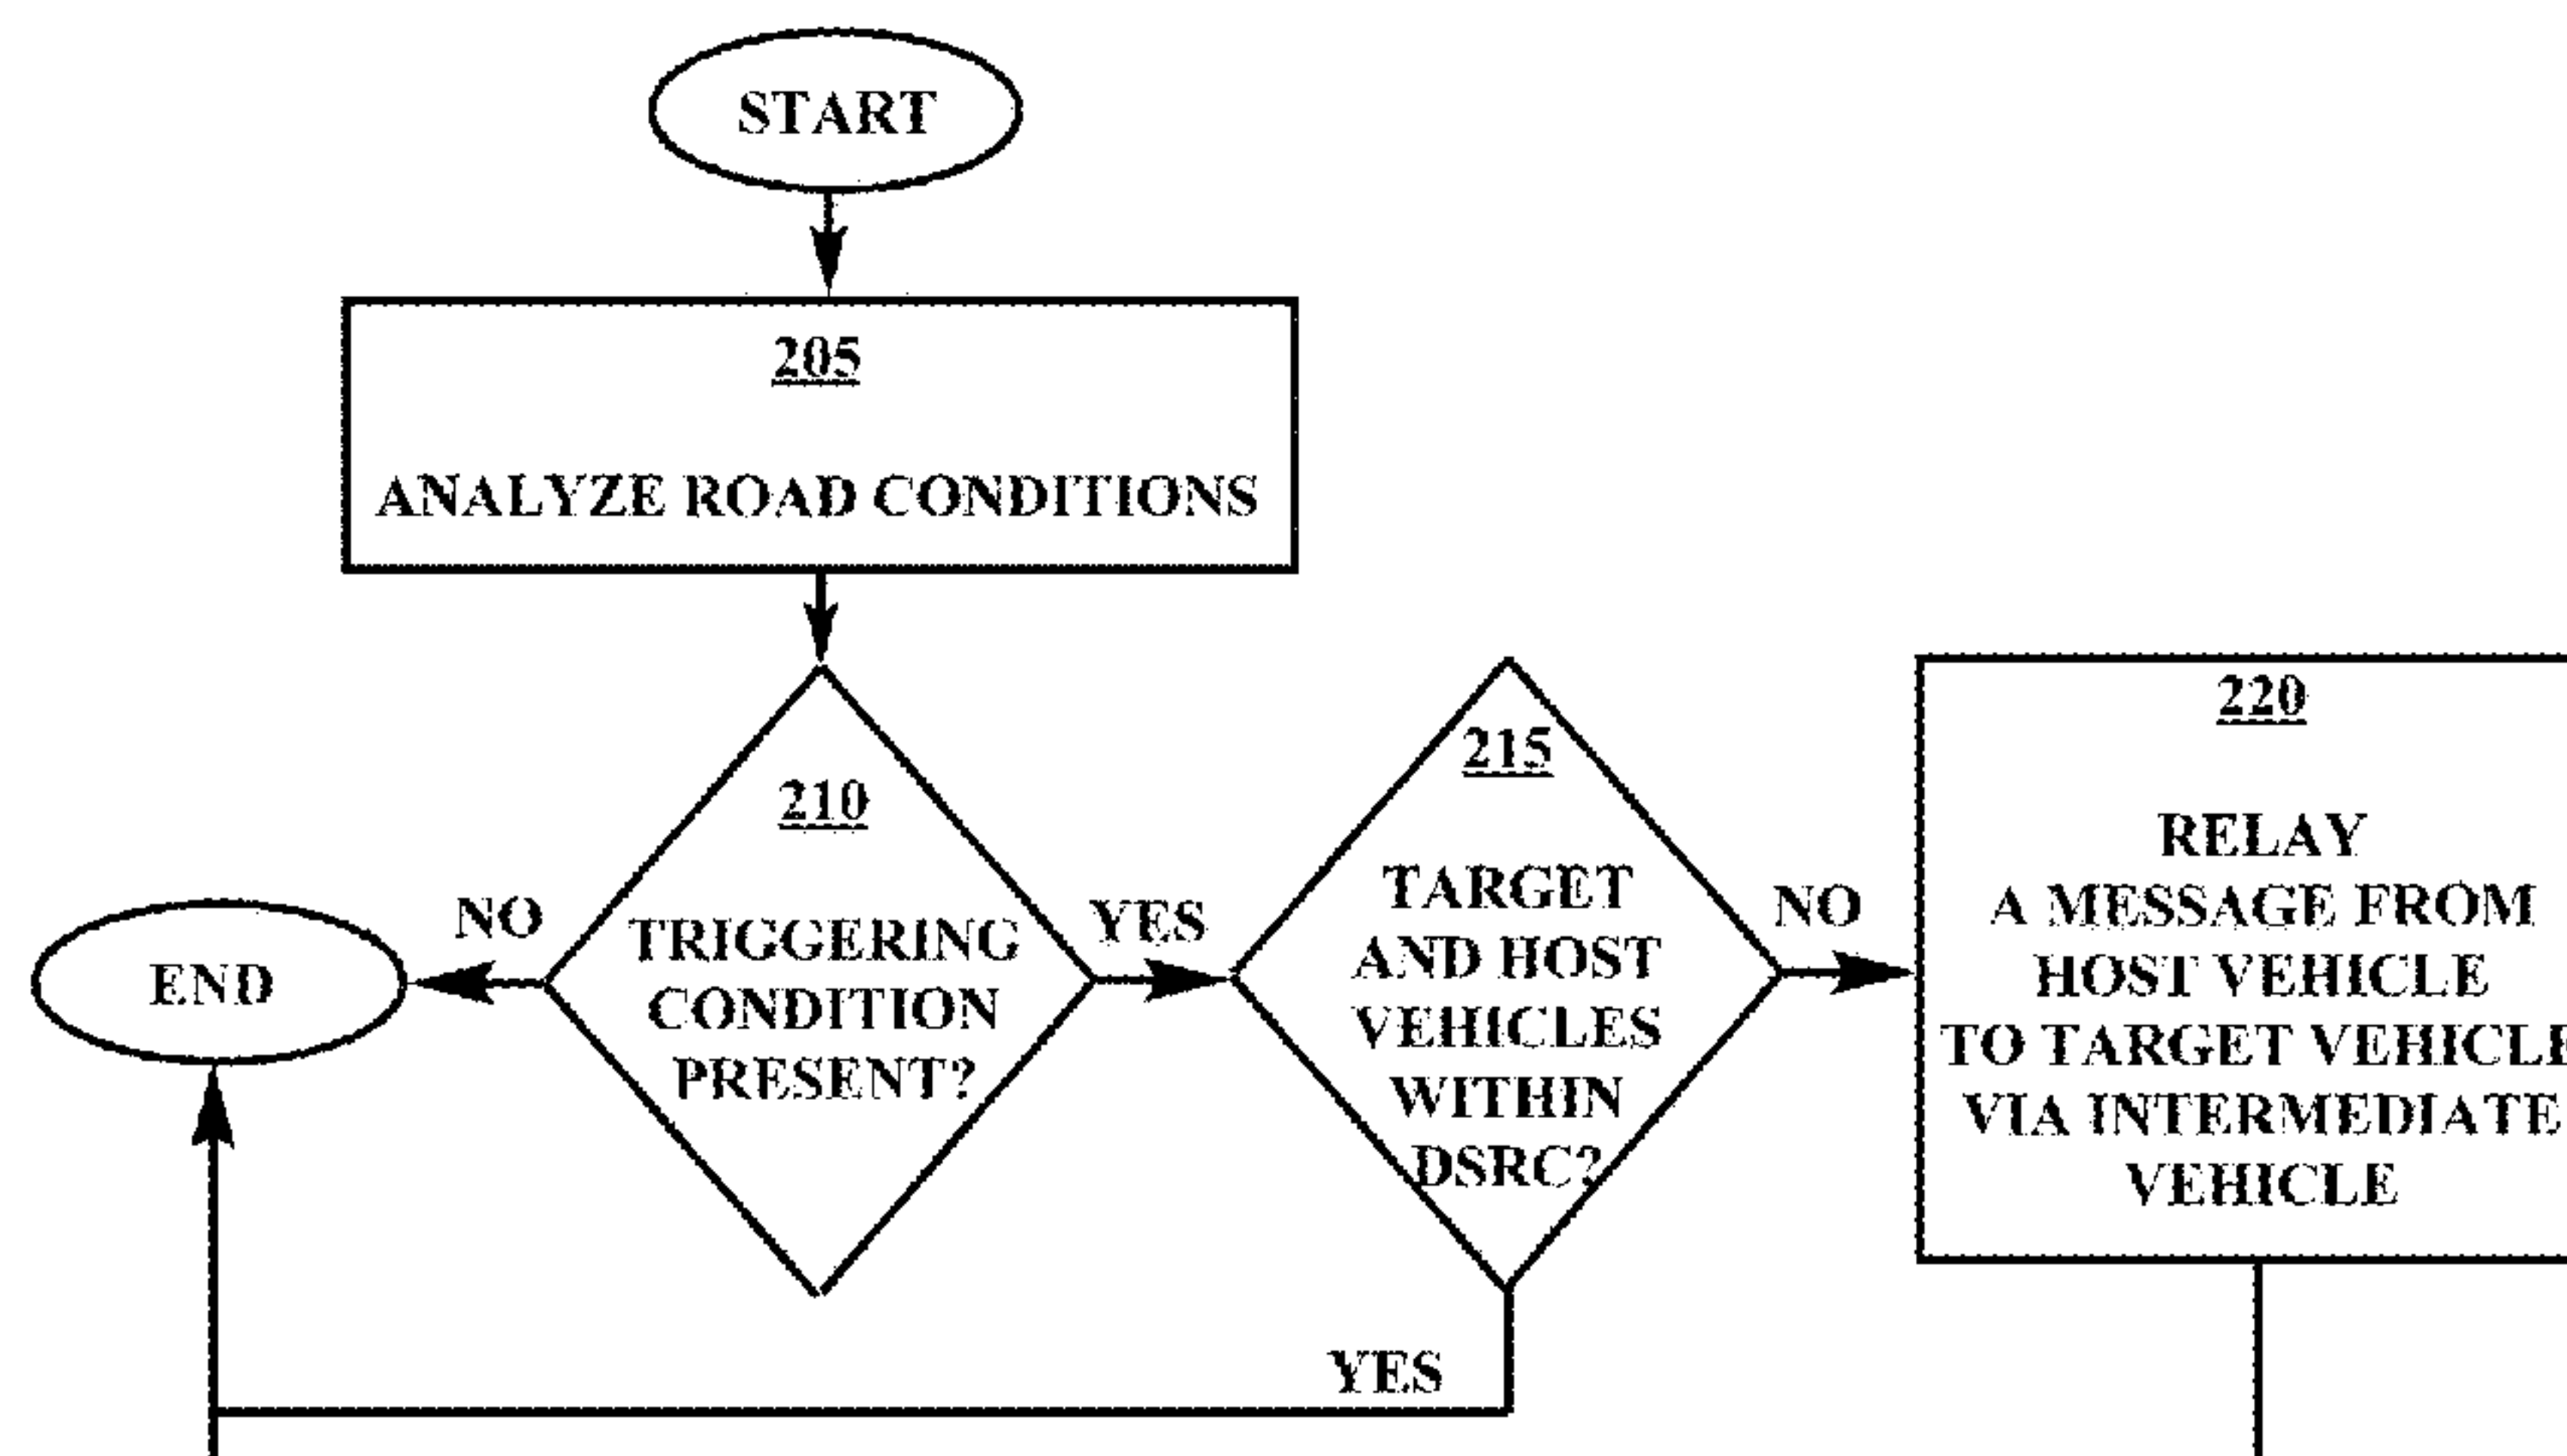 START
205
ANALYZE ROAD CONDITIONS
210
TRIGGERING
CONDITION
PRESENT?
NO
END
YES
215
TARGET
AND HOST
VEHICLES
WITHIN
DSRC?
YES
NO
220
RELAY
A MESSAGE FROM
HOST VEHICLE
TO TARGET VEHICLE
VIA INTERMEDIATE
VEHICLE